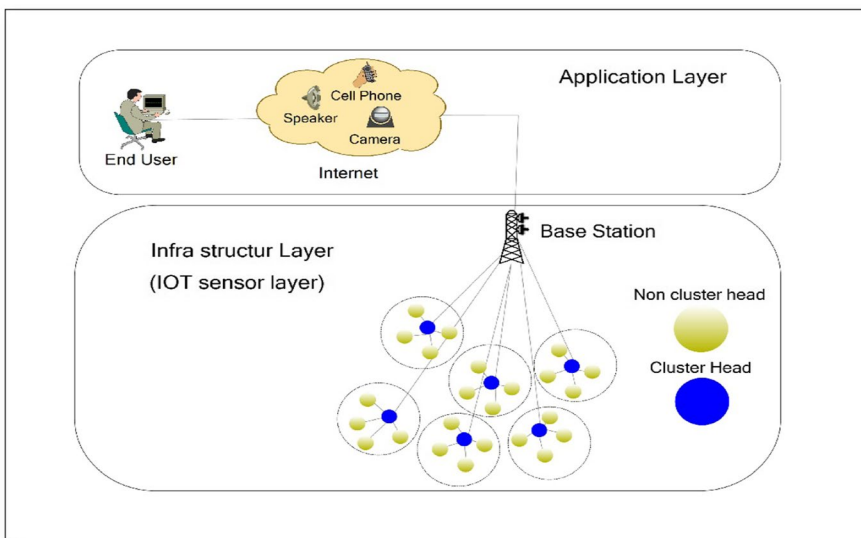 Application Layer
Cell Phone
Speaker
Camera
End User
Internet
Base Station
Infra structur Layer
(IOT sensor layer)
Non cluster head
Cluster Head